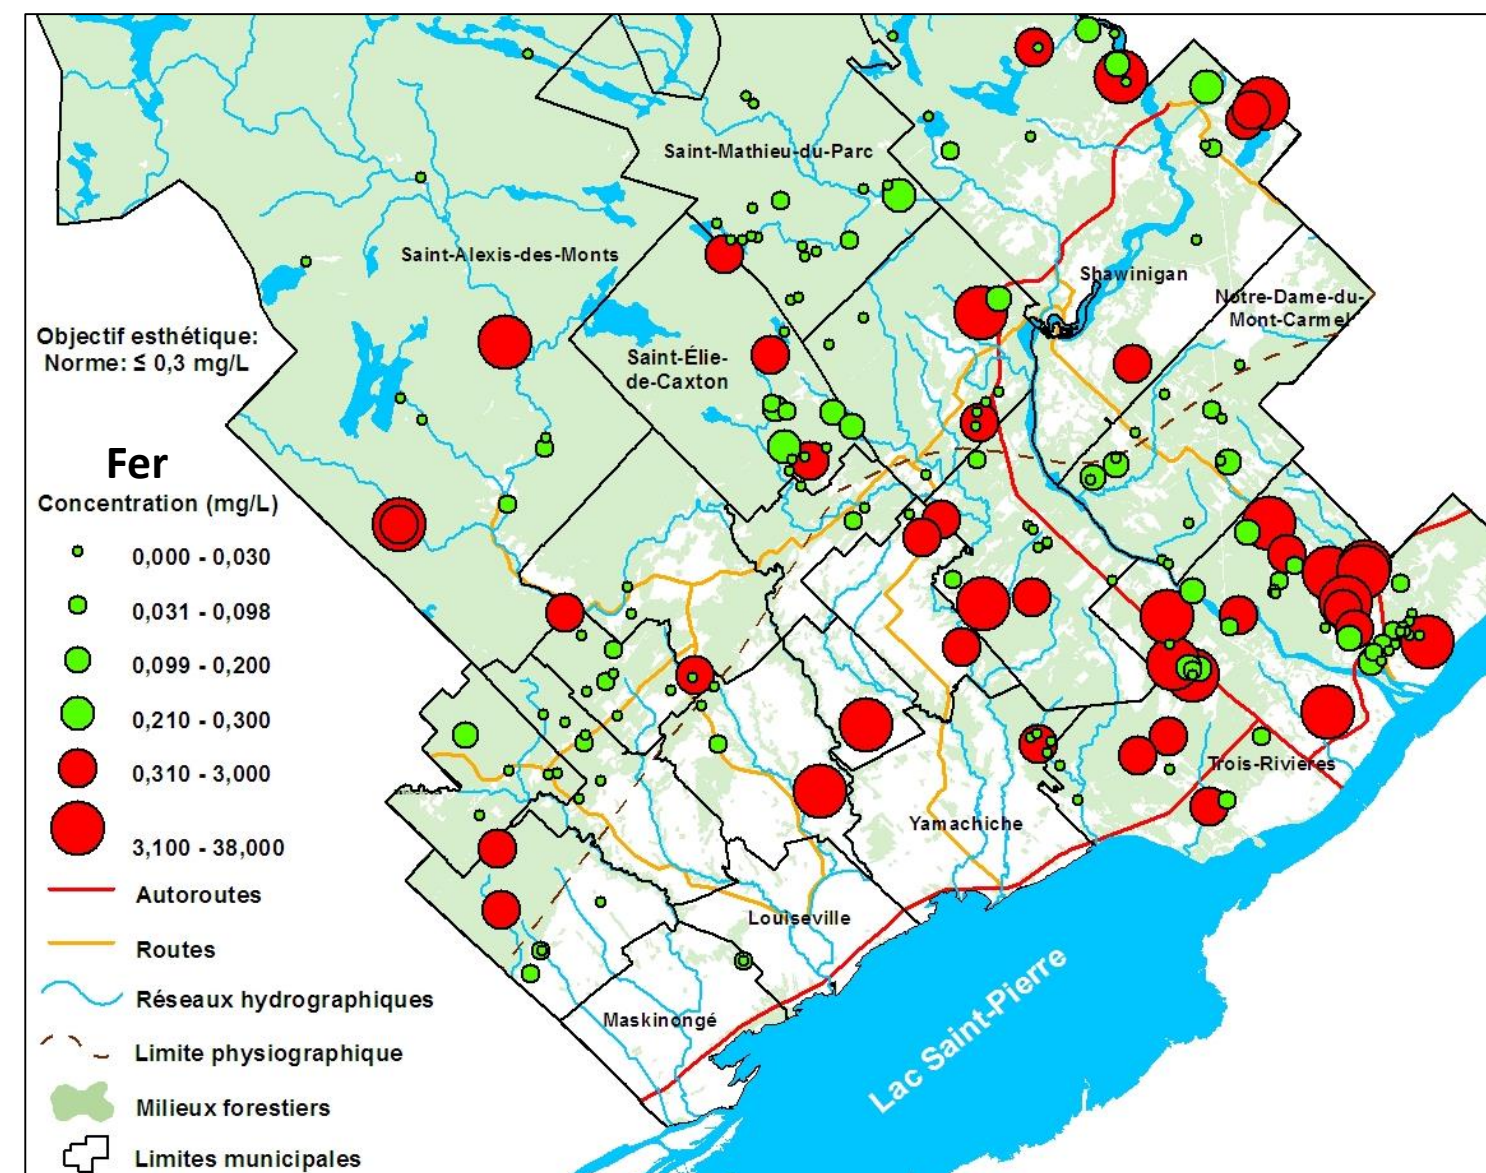 Saint-Mathieu-du-Parc
Saint-Alexis-des-Monts
Shawinigan
Notre-Dame-du-
Mont-Carmel
Objectif esthétique:
Norme: ≤ 0,3 mg/L
Saint-Élie-
de-Caxton
Fer
Concentration (mg/L)
0,000 - 0,030
0,031 - 0,098
0,099 - 0,200
0,210 - 0,300
0,310 - 3,000
3,100 - 38,000
Trois-Rivières
Yamachiche
Louiseville
Maskinongé
Lac Saint-Pierre
Autoroutes
Routes
Réseaux hydrographiques
Limite physiographique
Milieux forestiers
Limites municipales